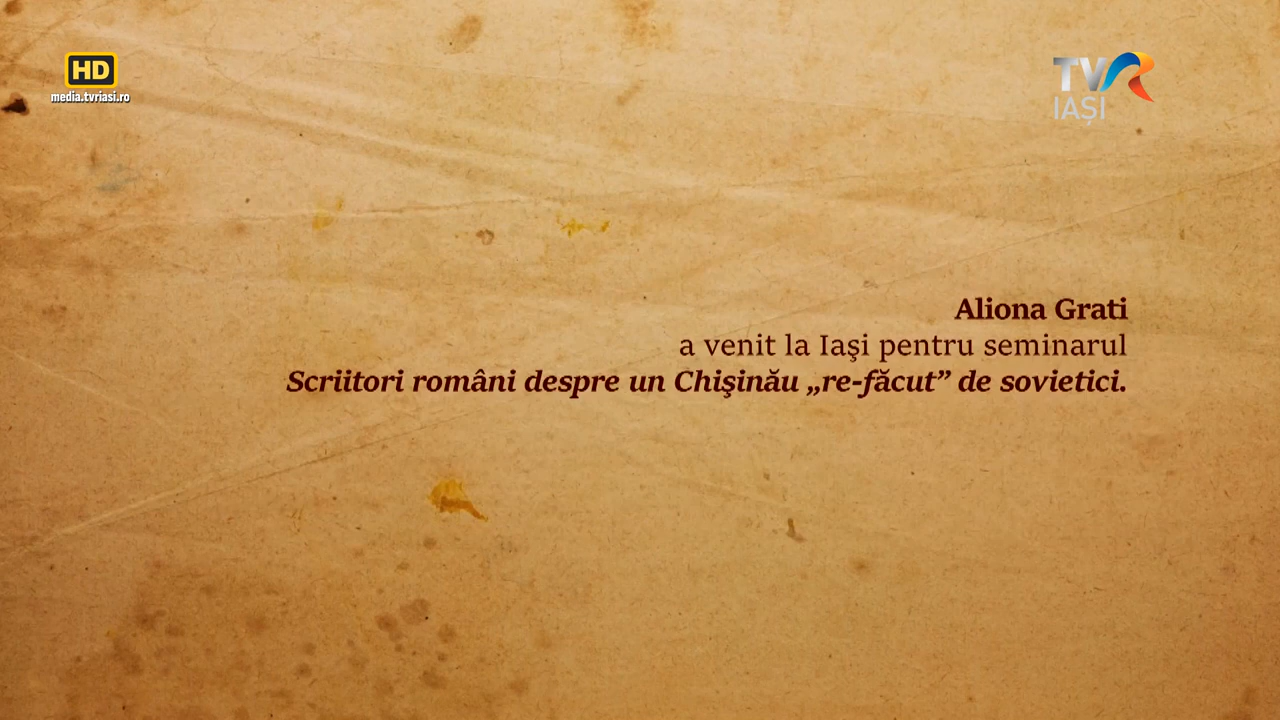 HD
media.tvriasi.ro
TVR
IAȘI
Aliona Grati
a venit la Iaşi pentru seminarul
Scriitori români despre un Chişinău „re-făcut” de sovietici.